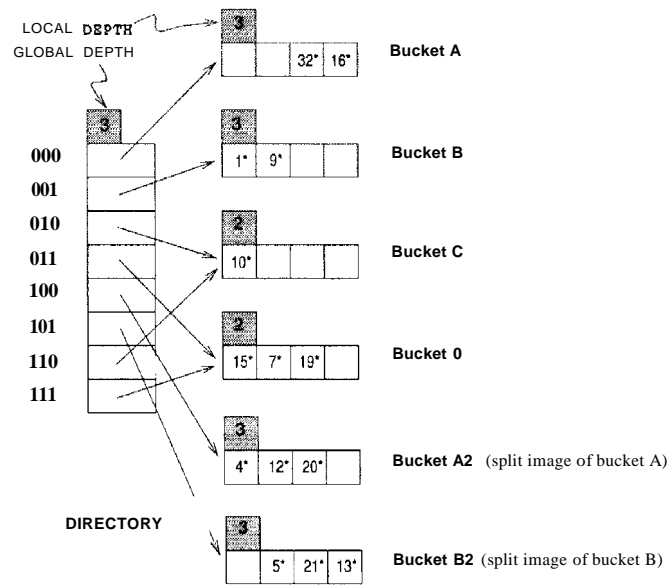 LOCAL DEPTH
GLOBAL DEPTH
3
32* 16*
Bucket A
3
000
001
010
011
100
101
110
111
DIRECTORY
3
1* 9*
Bucket B
2
10*
Bucket C
2
15* 7* 19*
Bucket 0
3
4* 12* 20*
Bucket A2 (split image of bucket A)
3
5* 21* 13*
Bucket B2 (split image of bucket B)